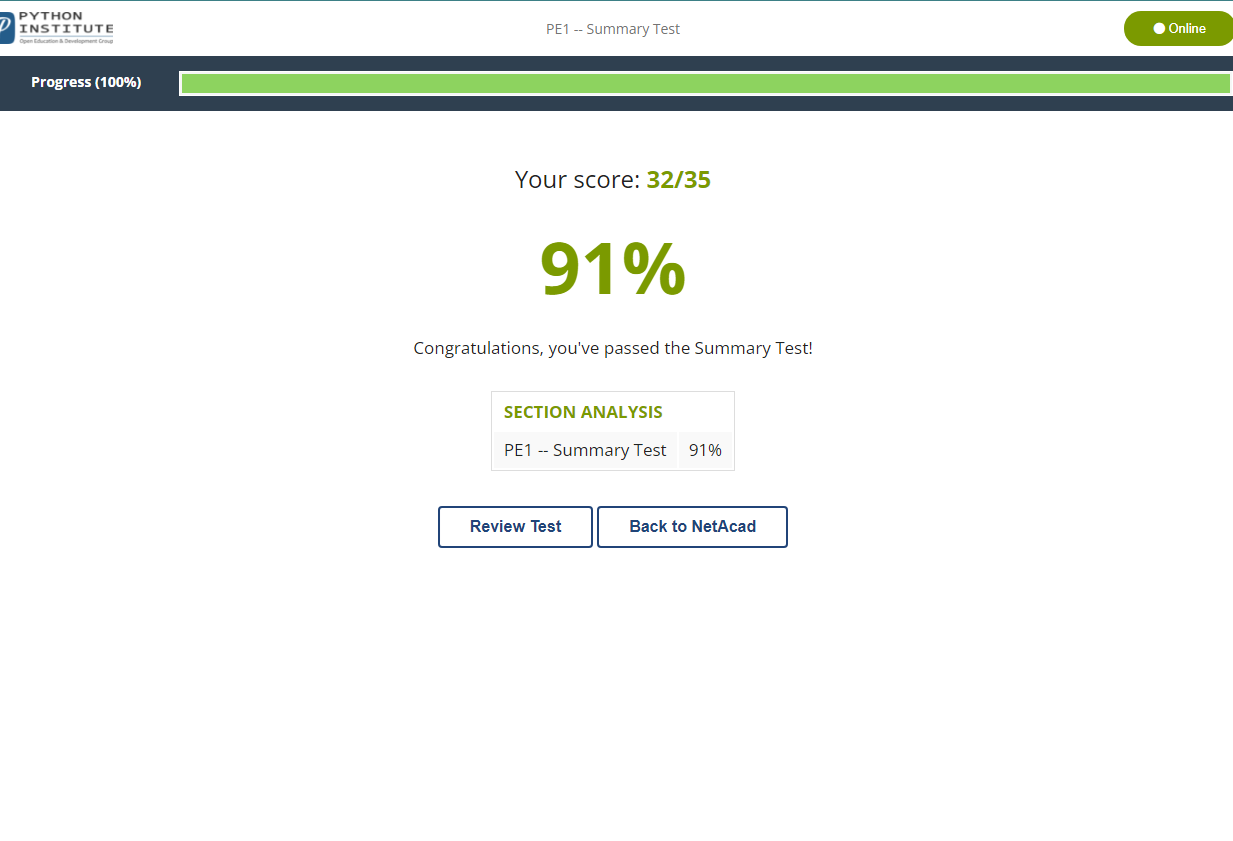 PYTHON
INSTITUTE
Open Education & Development Group
PE1 -- Summary Test
Online
Progress (100%)
Your score: 32/35
91%
Congratulations, you've passed the Summary Test!
SECTION ANALYSIS
PE1 -- Summary Test 91%
Review Test Back to NetAcad